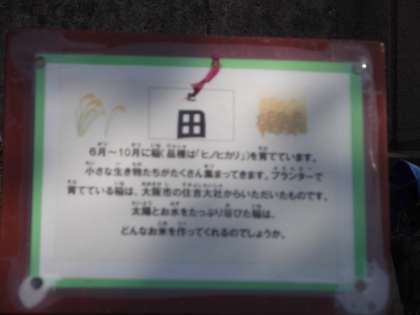 田
6月～10月に稲(品種は「ヒノヒカリ」)を育てています。
小さな生き物たちがたくさん集まってきます。プランターで
育てている稲は、大阪市の住吉大社からいただいたものです。
太陽とお水をたっぷり浴びた稲は、
どんなお米を作ってくれるのでしょうか。